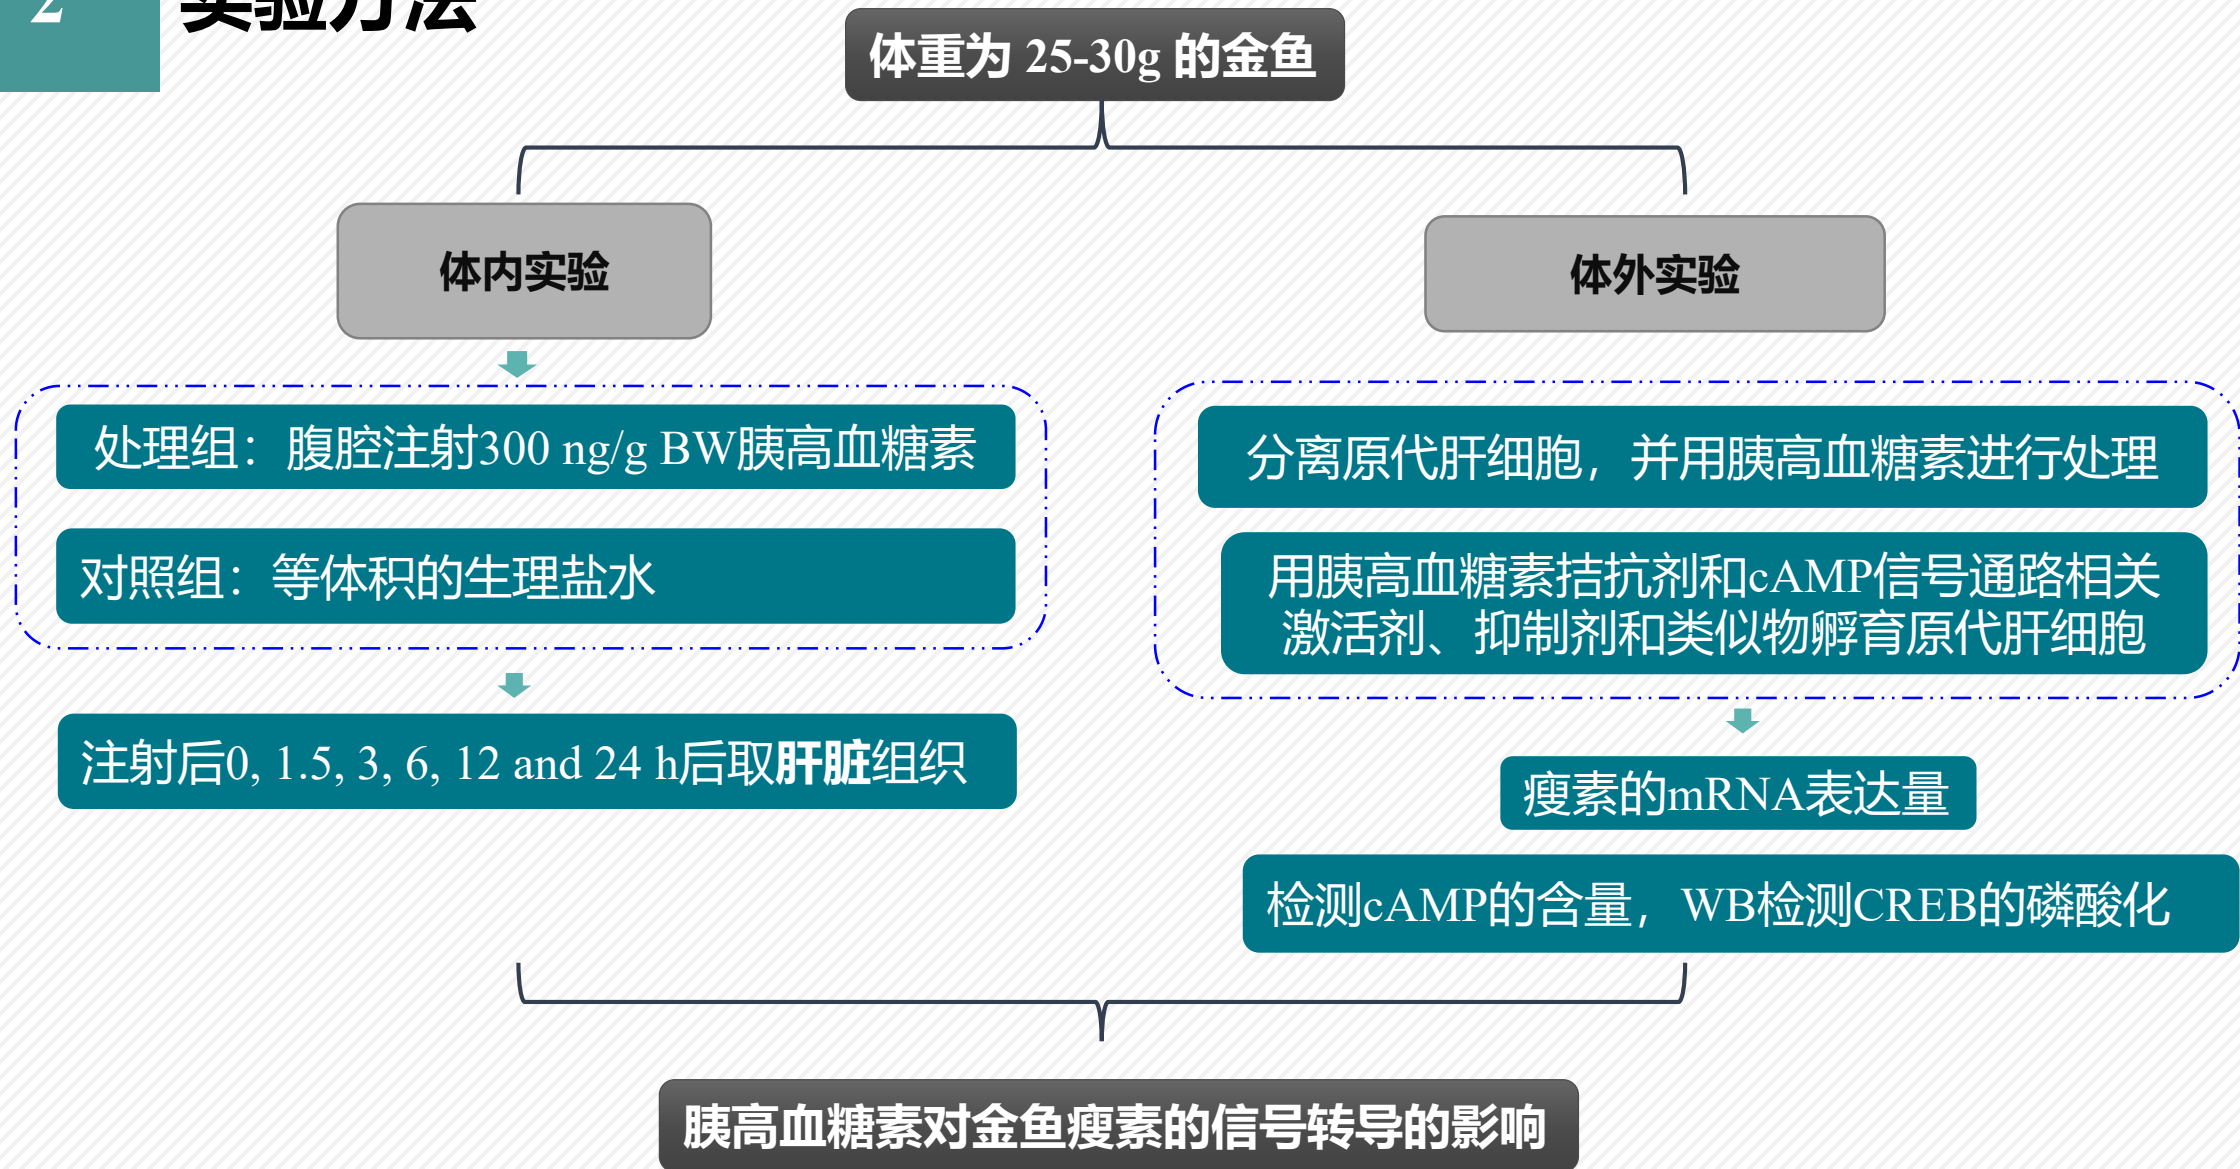 2
实验方法
体重为 25-30g 的金鱼
体内实验
体外实验
处理组：腹腔注射300 ng/g BW胰高血糖素
对照组：等体积的生理盐水
注射后0, 1.5, 3, 6, 12 and 24 h后取肝脏组织
分离原代肝细胞，并用胰高血糖素进行处理
用胰高血糖素拮抗剂和cAMP信号通路相关
激活剂、抑制剂和类似物孵育原代肝细胞
瘦素的mRNA表达量
检测cAMP的含量，WB检测CREB的磷酸化
胰高血糖素对金鱼瘦素的信号转导的影响